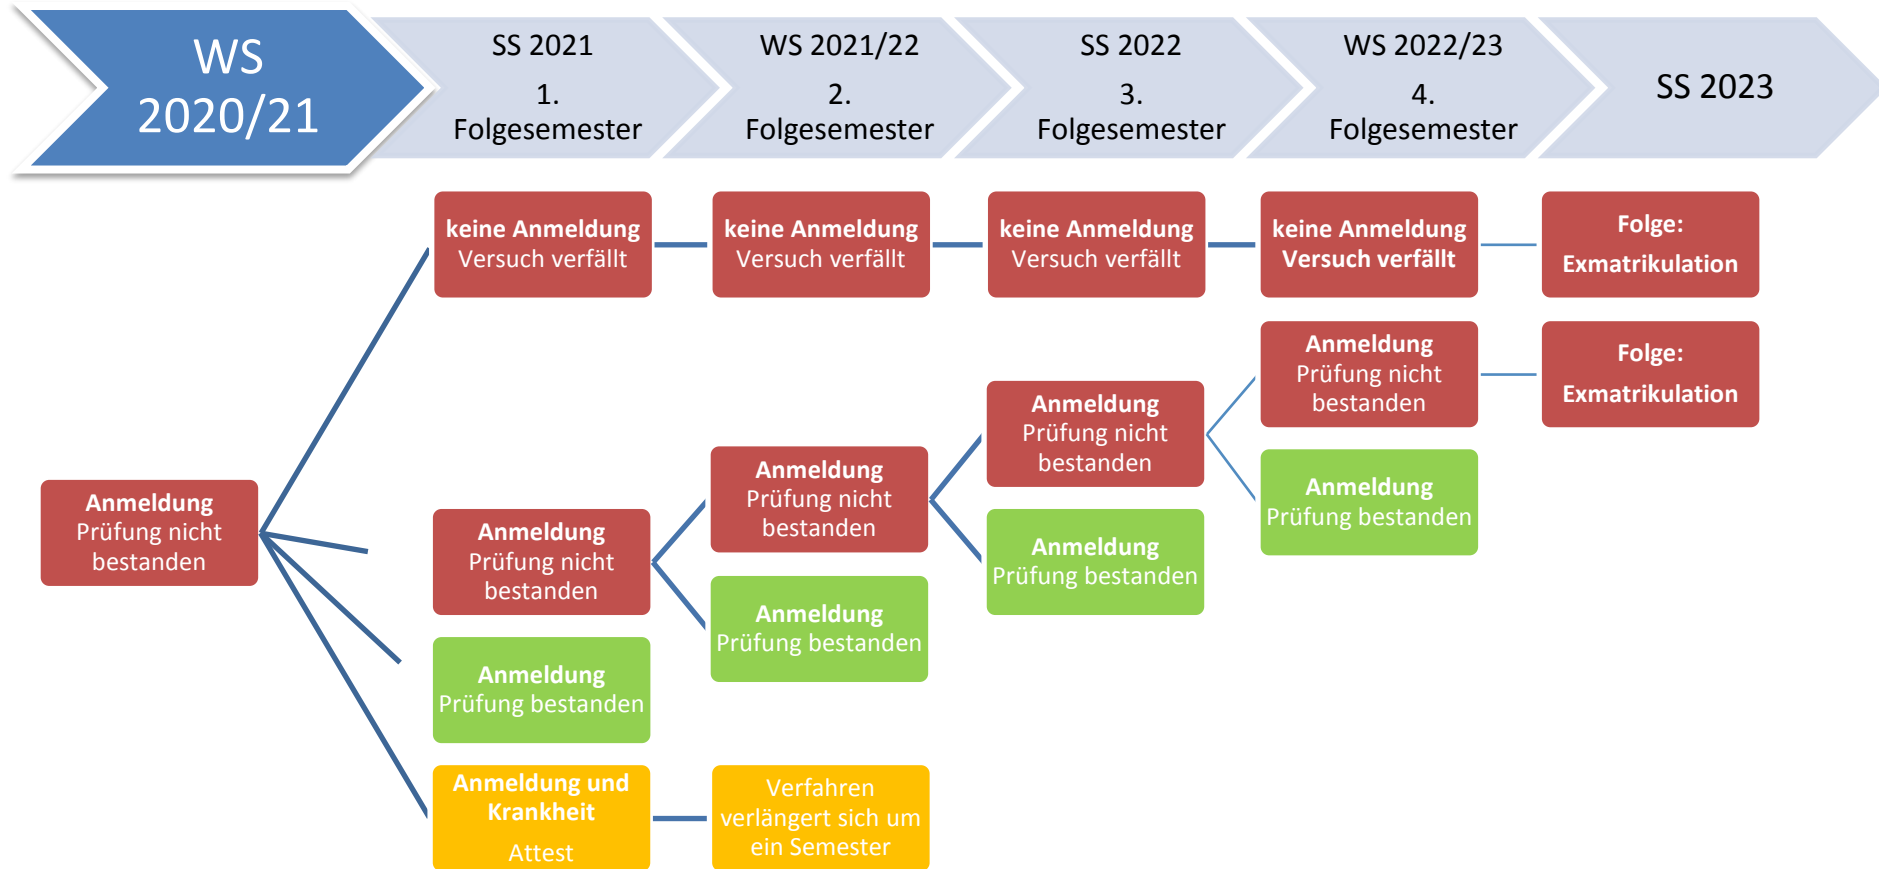 WS
2020/21
SS 2021
1.
Folgesemester
WS 2021/22
2.
Folgesemester
SS 2022
3.
Folgesemester
WS 2022/23
4.
Folgesemester
SS 2023
keine Anmeldung
Versuch verfällt
keine Anmeldung
Versuch verfällt
keine Anmeldung
Versuch verfällt
keine Anmeldung
Versuch verfällt
Folge:
Exmatrikulation
Anmeldung
Prüfung nicht
bestanden
Folge:
Exmatrikulation
Anmeldung
Prüfung nicht
bestanden
Anmeldung
Prüfung nicht
bestanden
Anmeldung
Prüfung bestanden
Anmeldung
Prüfung nicht
bestanden
Anmeldung
Prüfung nicht
bestanden
Anmeldung
Prüfung bestanden
Anmeldung
Prüfung bestanden
Anmeldung
Prüfung bestanden
Anmeldung und
Krankheit
Attest
Verfahren
verlängert sich um
ein Semester